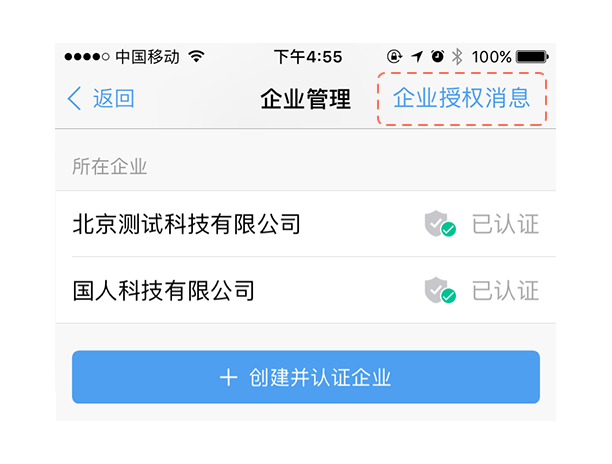 中国移动 下午4:55 100%
返回 企业管理 企业授权消息
所在企业
北京测试科技有限公司 已认证
国人科技有限公司 已认证
+ 创建并认证企业